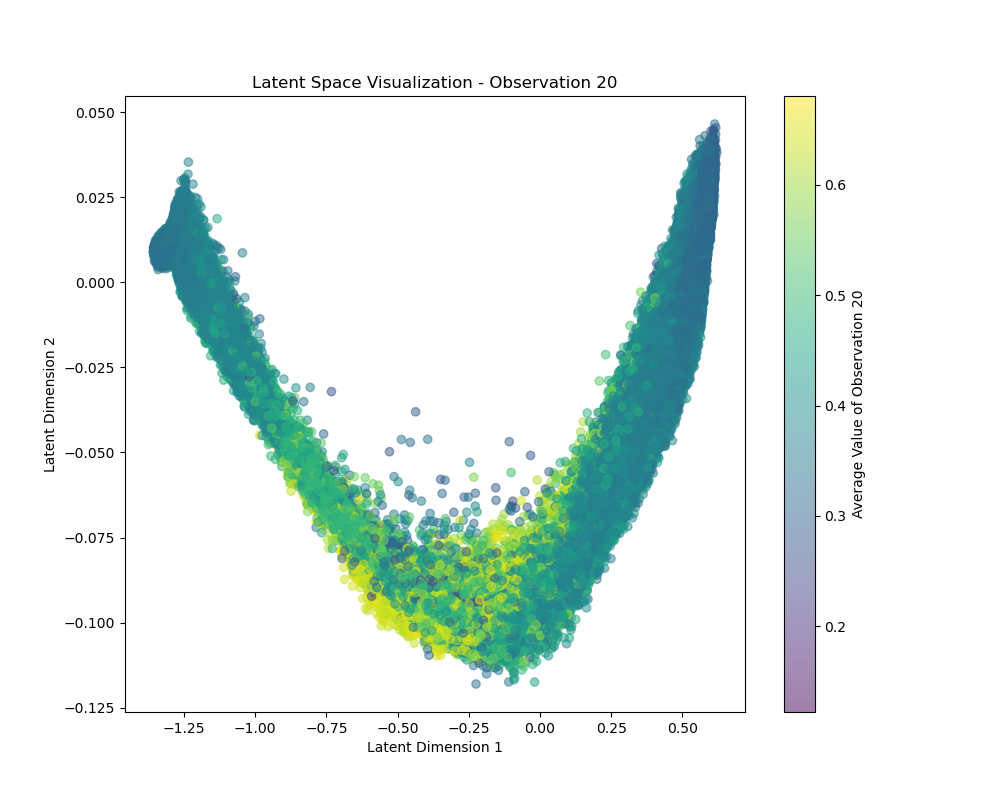 Latent Space Visualization - Observation 20
0.050
0.025
0.000
−0.025
−0.050
−0.075
−0.100
−0.125
Latent Dimension 2
−1.25 −1.00 −0.75 −0.50 −0.25 0.00 0.25 0.50
Latent Dimension 1
0.6
0.5
0.4
0.3
0.2
Average Value of Observation 20